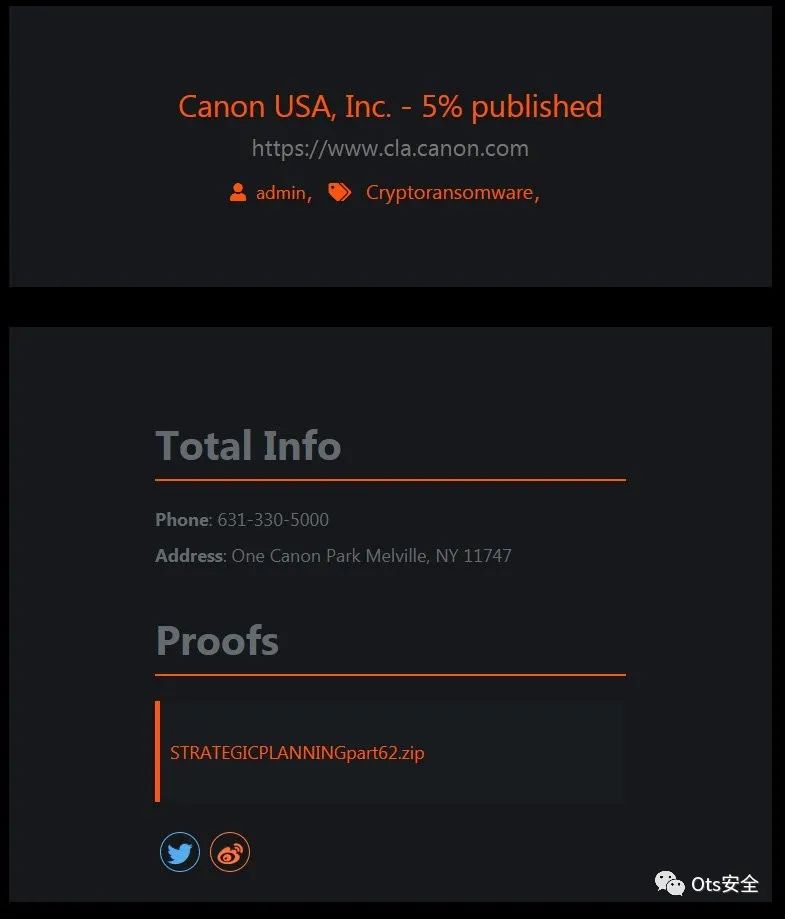 Canon USA, Inc. - 5% published
https://www.cla.canon.com
admin, Cryptoransomware,
Total Info
Phone: 631-330-5000
Address: One Canon Park Melville, NY 11747
Proofs
STRATEGICPLANNINGpart62.zip
Ots安全